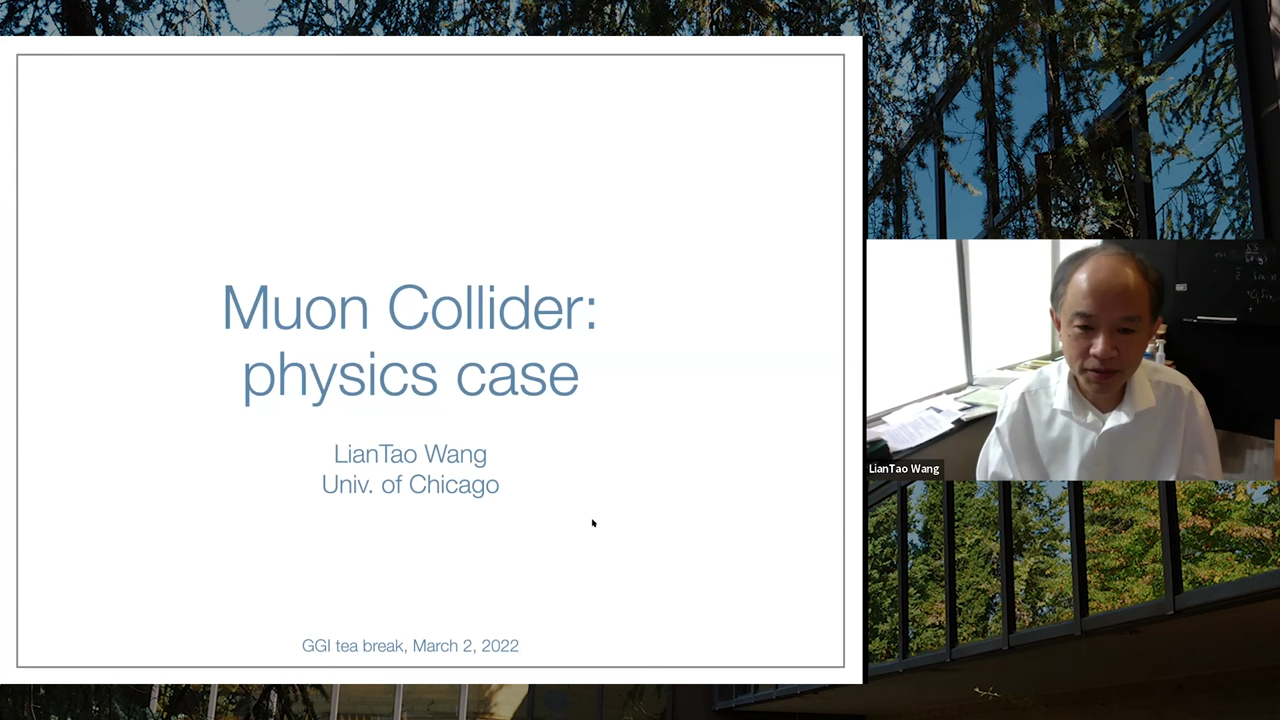 Muon Collider:
physics case
LianTao Wang
Univ. of Chicago
GGI tea break, March 2, 2022
LianTao Wang